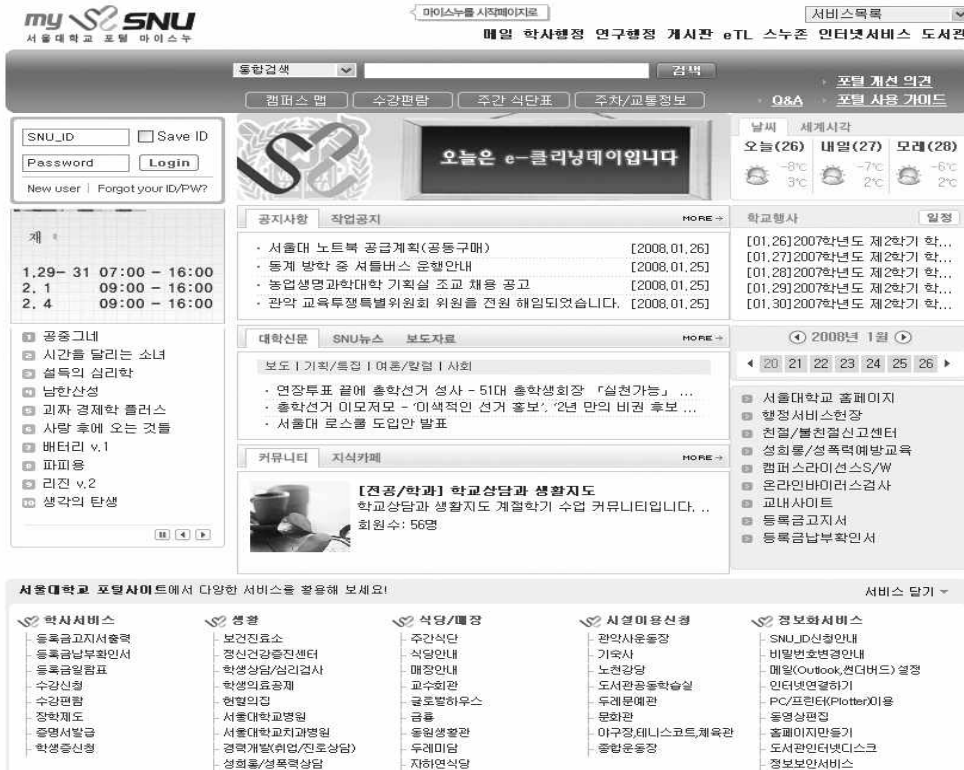 my SNU
서울대학교 포털 마이스누
마이스누를 시작페이지로
서비스목록
메일 학사행정 연구행정 게시판 eTL 스누존 인터넷서비스 도서관
통합검색
검색
캠퍼스 맵
수강편람
주간 식단표
주차/교통정보
포털 개선 의견
Q&A
포털 사용 가이드
SNU_ID
Save ID
Password
Login
New user | Forgot your ID/PW?
오늘은 e-클리닝데이입니다
날씨 세계시각
오늘(26) 내일(27) 모레(28)
-8℃ -7℃ -6℃
3℃ 2℃ 2℃
재
1.29- 31 07:00 - 16:00
2. 1 09:00 - 16:00
2. 4 09:00 - 16:00
공지사항 작업공지 MORE
· 서울대 노트북 공급계획(공동구매) [2008.01.26]
· 동계 방학 중 셔틀버스 운행안내 [2008.01.25]
· 농업생명과학대학 기획실 조교 채용 공고 [2008.01.25]
· 관악 교육투쟁특별위원회 위원을 전원 해임되었습니다. [2008.01.25]
학교행사 일정
[01.26]2007학년도 제2학기 학...
[01.27]2007학년도 제2학기 학...
[01.28]2007학년도 제2학기 학...
[01.29]2007학년도 제2학기 학...
[01.30]2007학년도 제2학기 학...
1 공중그네
2 시간을 달리는 소녀
3 설득의 심리학
4 남한산성
5 괴짜 경제학 플러스
6 사랑 후에 오는 것들
7 배터리 v.1
8 파피용
9 리진 v.2
10 생각의 탄생
대학신문 SNU뉴스 보도자료 MORE
보도 | 기획/특집 | 여론/칼럼 | 사회
· 연장투표 끝에 총학선거 성사 - 51대 총학생회장 「실천가능」 ...
· 총학선거 이모저모 - '이색적인 선거 홍보', '2년 만의 비권 후보 ...
· 서울대 로스쿨 도입안 발표
2008년 1월
20 21 22 23 24 25 26
서울대학교 홈페이지
행정서비스헌장
친절/불친절신고센터
성희롱/성폭력예방교육
캠퍼스라이선스S/W
온라인바이러스검사
교내사이트
등록금고지서
등록금납부확인서
커뮤니티 지식카페 MORE
[전공/학과] 학교상담과 생활지도
학교상담과 생활지도 계절학기 수업 커뮤니티입니다. ..
회원수: 56명
서울대학교 포털사이트에서 다양한 서비스를 활용해 보세요!
서비스 닫기
학사서비스
등록금고지서출력
등록금납부확인서
등록금일람표
수강신청
수강편람
장학제도
증명서발급
학생증신청
생활
보건진료소
정신건강증진센터
학생상담/심리검사
학생의료공제
헌혈의집
서울대학교병원
서울대학교치과병원
경력개발(취업/진로상담)
성희롱/성폭력상담
식당/매장
주간식단
식당안내
매장안내
교수회관
글로벌하우스
금룡
동원생활관
두레미담
자하연식당
시설이용신청
관악사운동장
기숙사
노천강당
도서관공동학습실
두레문예관
문화관
야구장,테니스코트,체육관
종합운동장
정보화서비스
SNU_ID신청안내
비밀번호변경안내
메일(Outlook,썬더버드) 설정
인터넷연결하기
PC/프린터(Plotter)이용
동영상편집
홈페이지만들기
도서관인터넷디스크
정보보안서비스